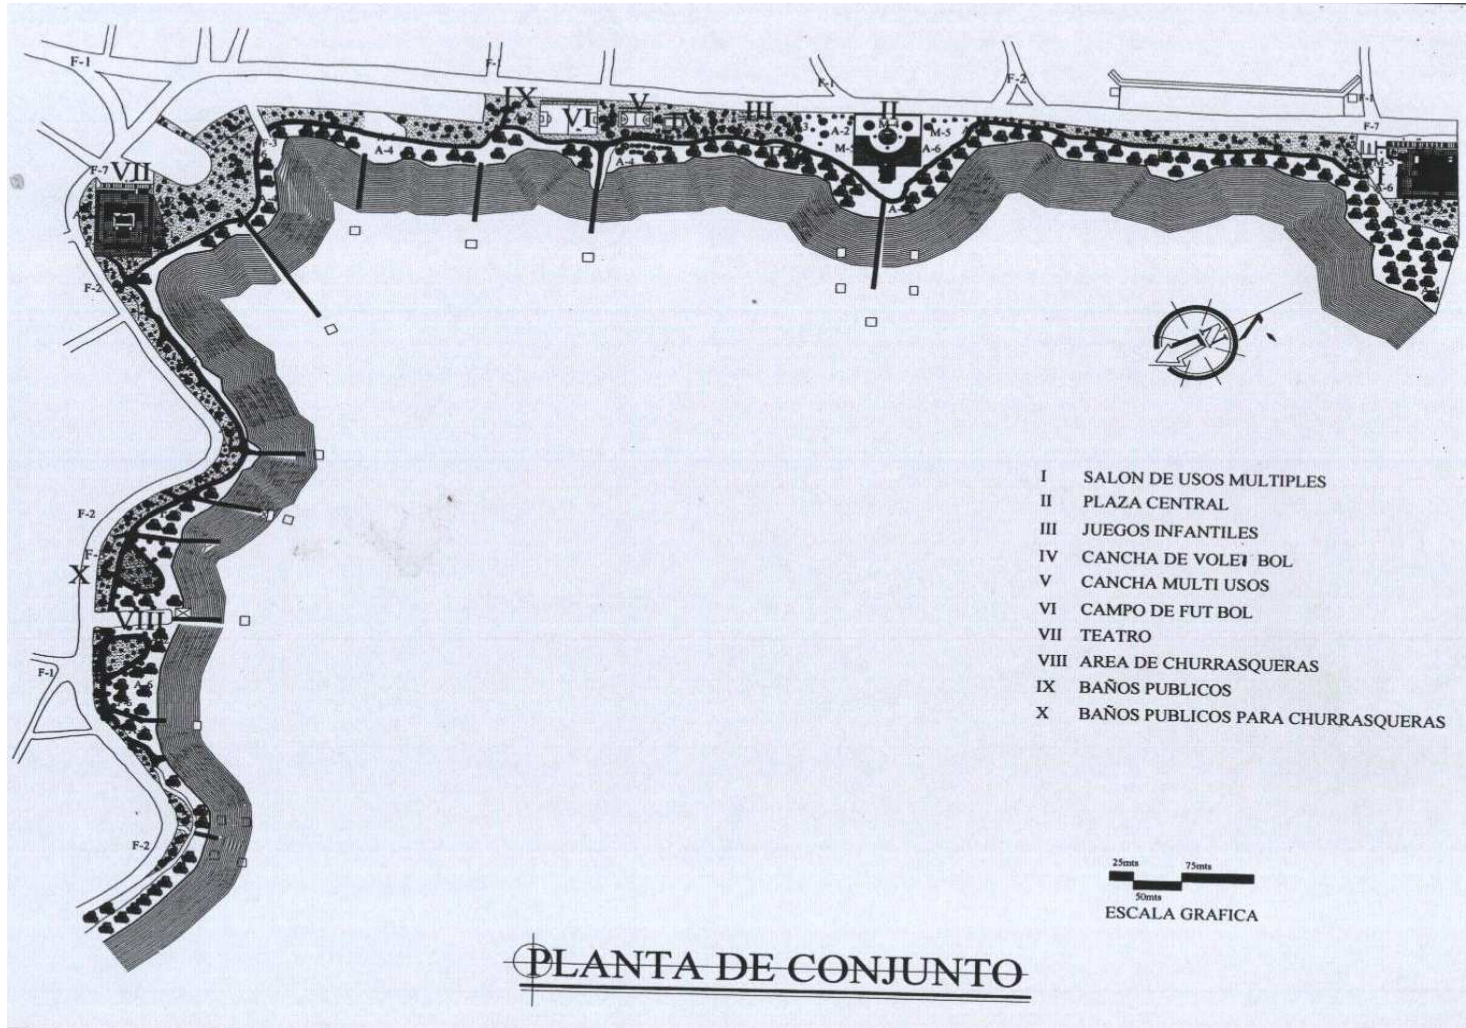 F-1
F-1
F-1
F-2
F-1
IX
VI
V
III
II
A-2
M-5
M-5
A-6
F-7
F-3
A-4
A-4
F-7
VII
I
M-5
F-2
F-2
X
VIII
F-1
A-6
F-2
N
I SALON DE USOS MULTIPLES
II PLAZA CENTRAL
III JUEGOS INFANTILES
IV CANCHA DE VOLEI BOL
V CANCHA MULTI USOS
VI CAMPO DE FUT BOL
VII TEATRO
VIII AREA DE CHURRASQUERAS
IX BAÑOS PUBLICOS
X BAÑOS PUBLICOS PARA CHURRASQUERAS
25mts 75mts
50mts
ESCALA GRAFICA
PLANTA DE CONJUNTO